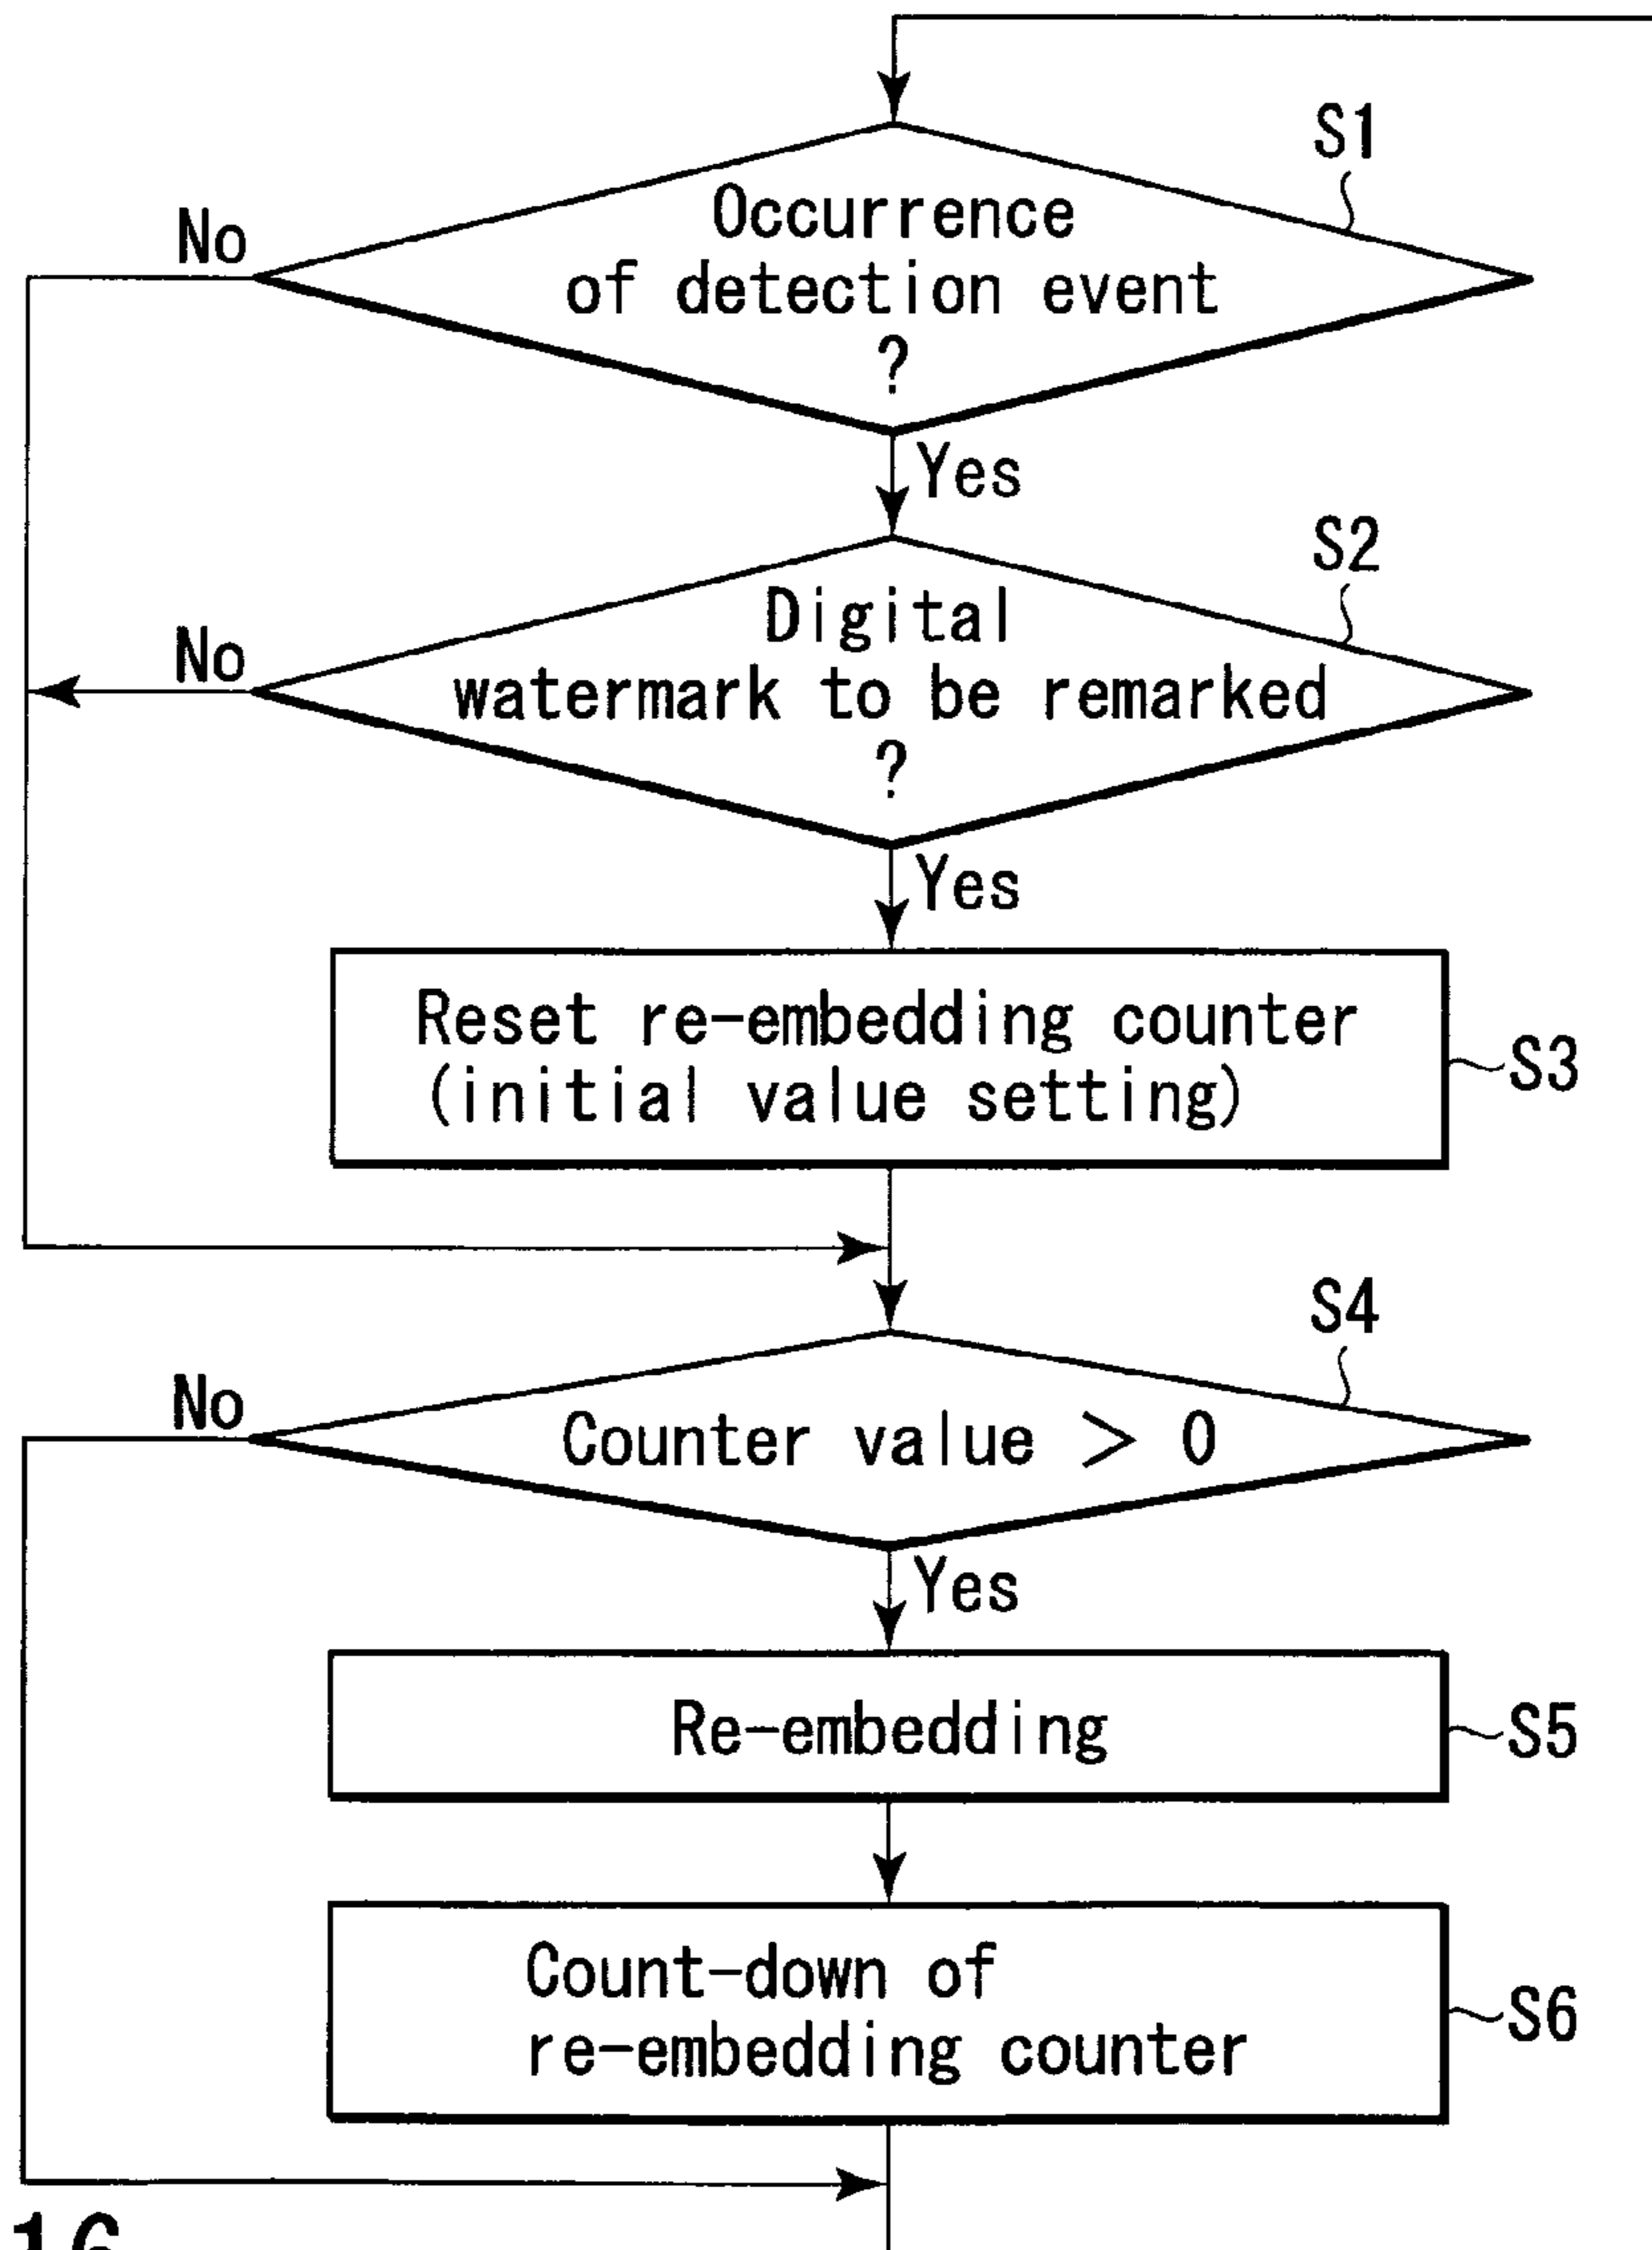 S1
No
Occurrence
of detection event
?
Yes
S2
No
Digital
watermark to be remarked
?
Yes
Reset re-embedding counter
(initial value setting)
S3
S4
No
Counter value > 0
Yes
Re-embedding
S5
Count-down of
re-embedding counter
S6